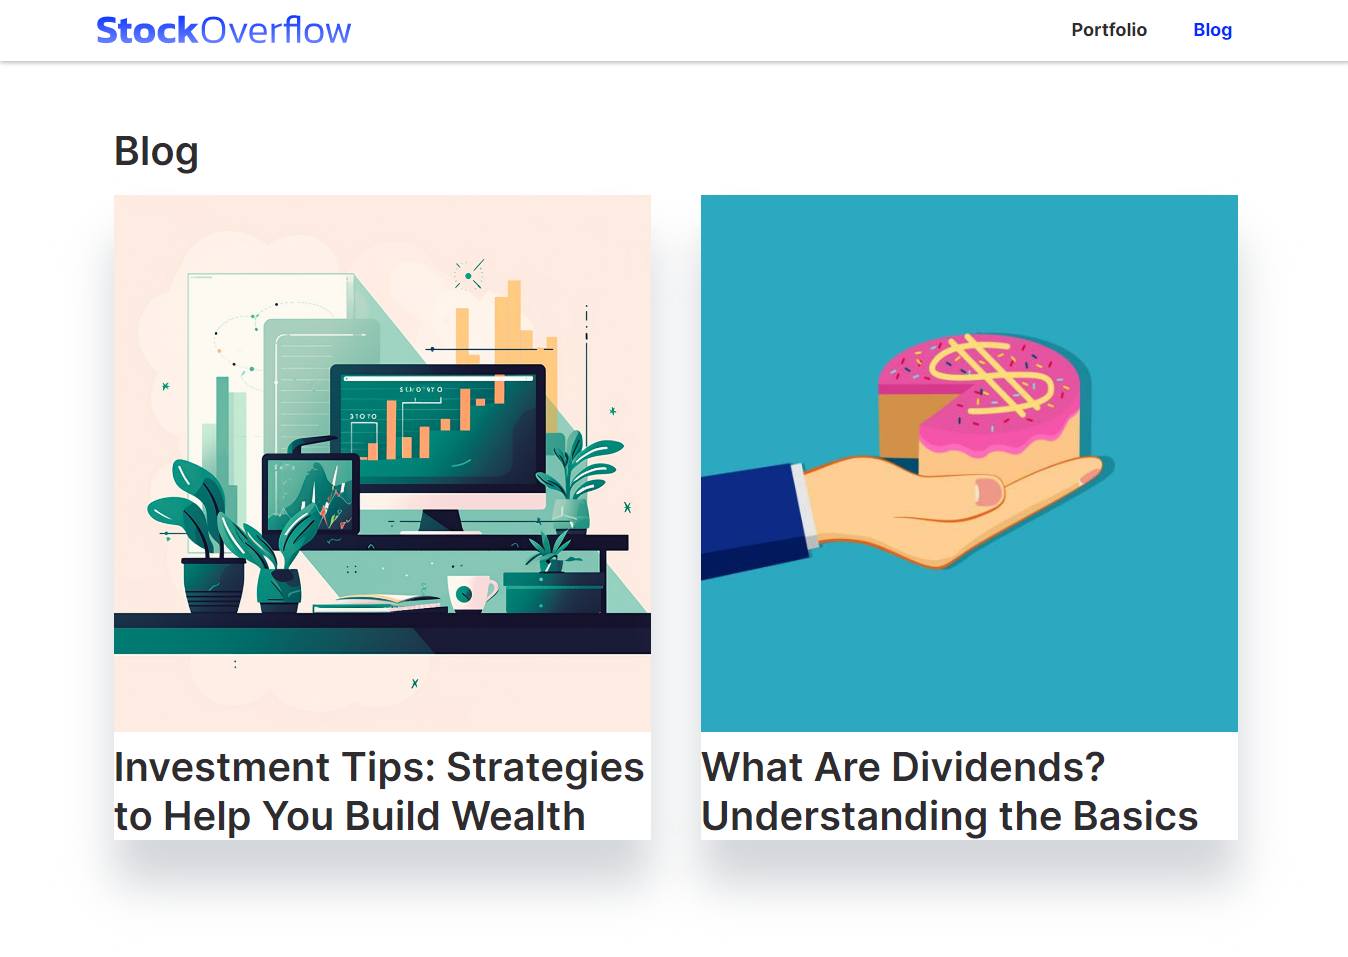 StockOverflow
Portfolio
Blog
Blog
Investment Tips: Strategies
to Help You Build Wealth
What Are Dividends?
Understanding the Basics